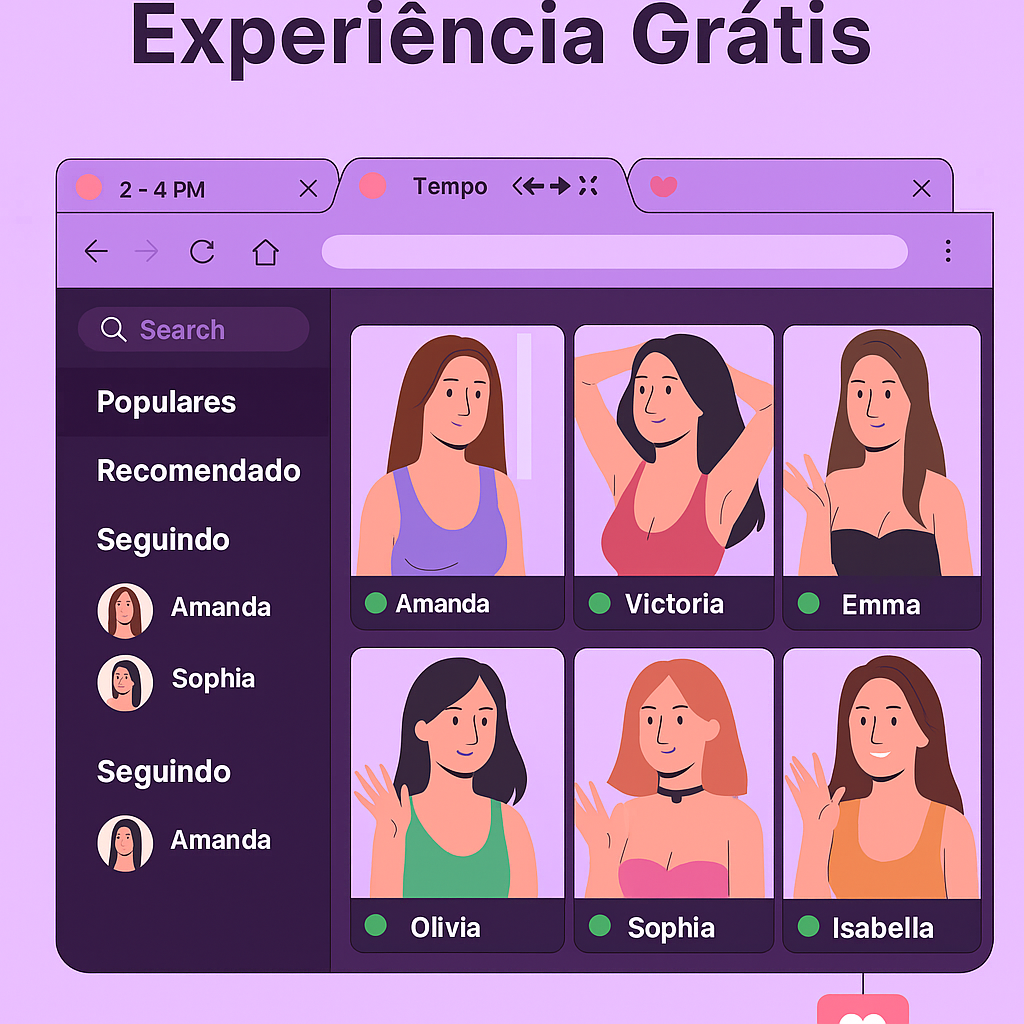 Experiência Grátis
2 - 4 PM
Tempo
Search
Populares
Recomendado
Seguindo
Amanda
Sophia
Seguindo
Amanda
Amanda
Victoria
Emma
Olivia
Sophia
Isabella